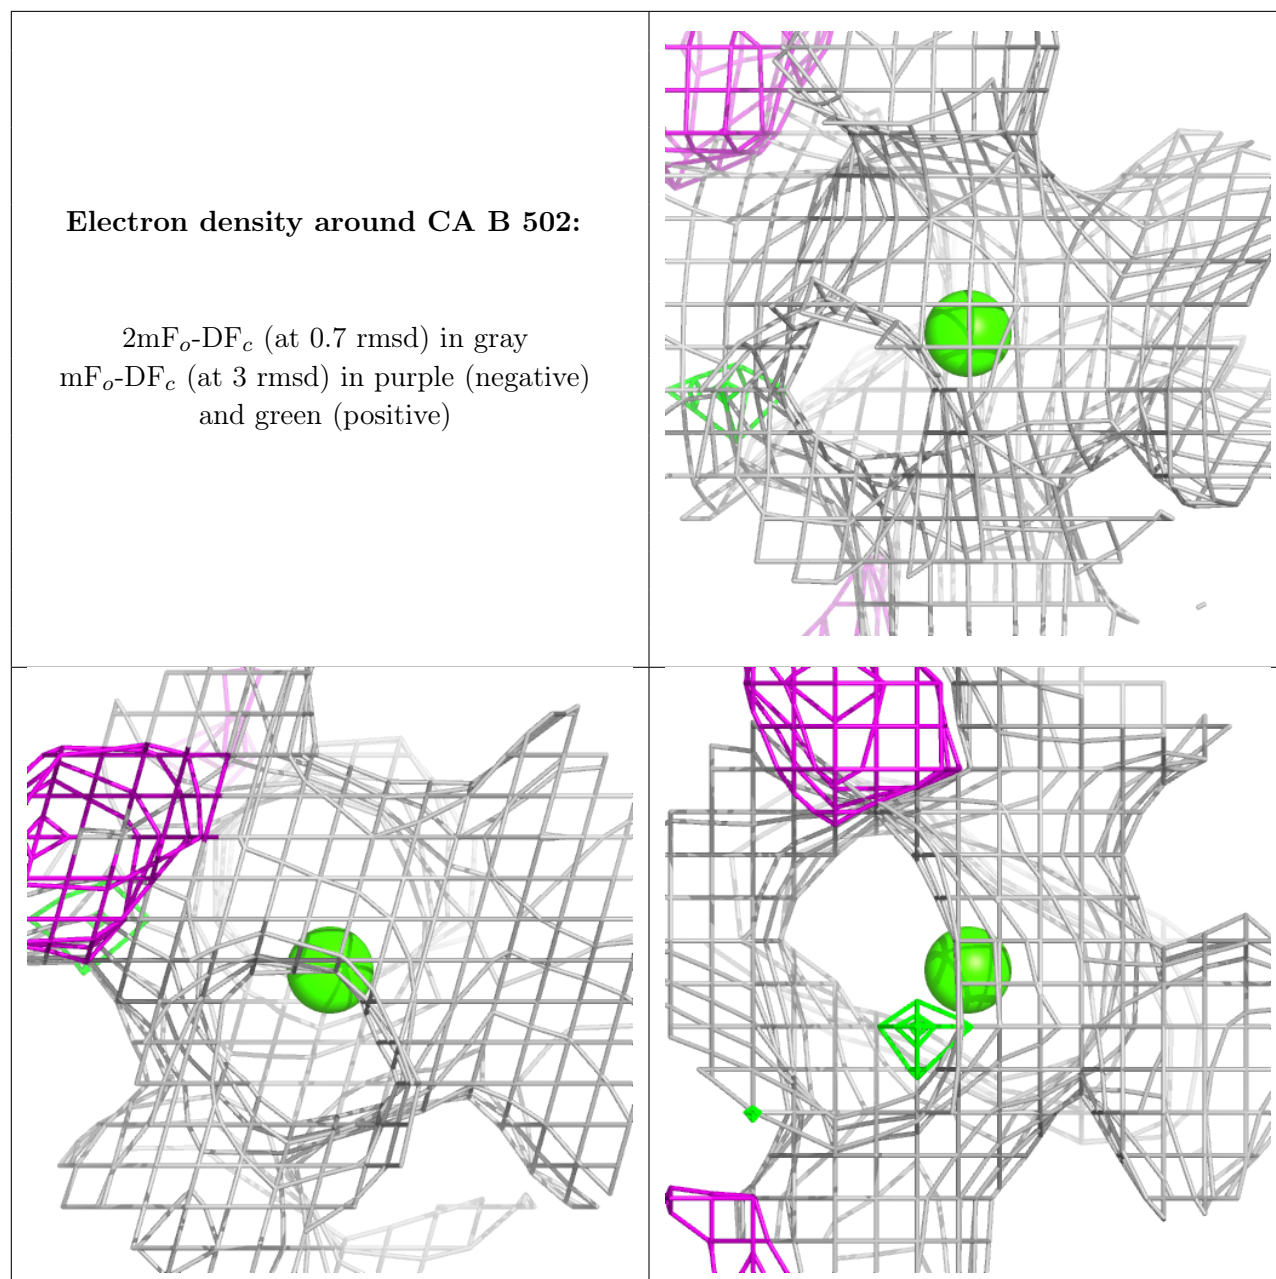 Electron density around CA B 502:
2mFo-DFc (at 0.7 rmsd) in gray
mFo-DFc (at 3 rmsd) in purple (negative)
and green (positive)